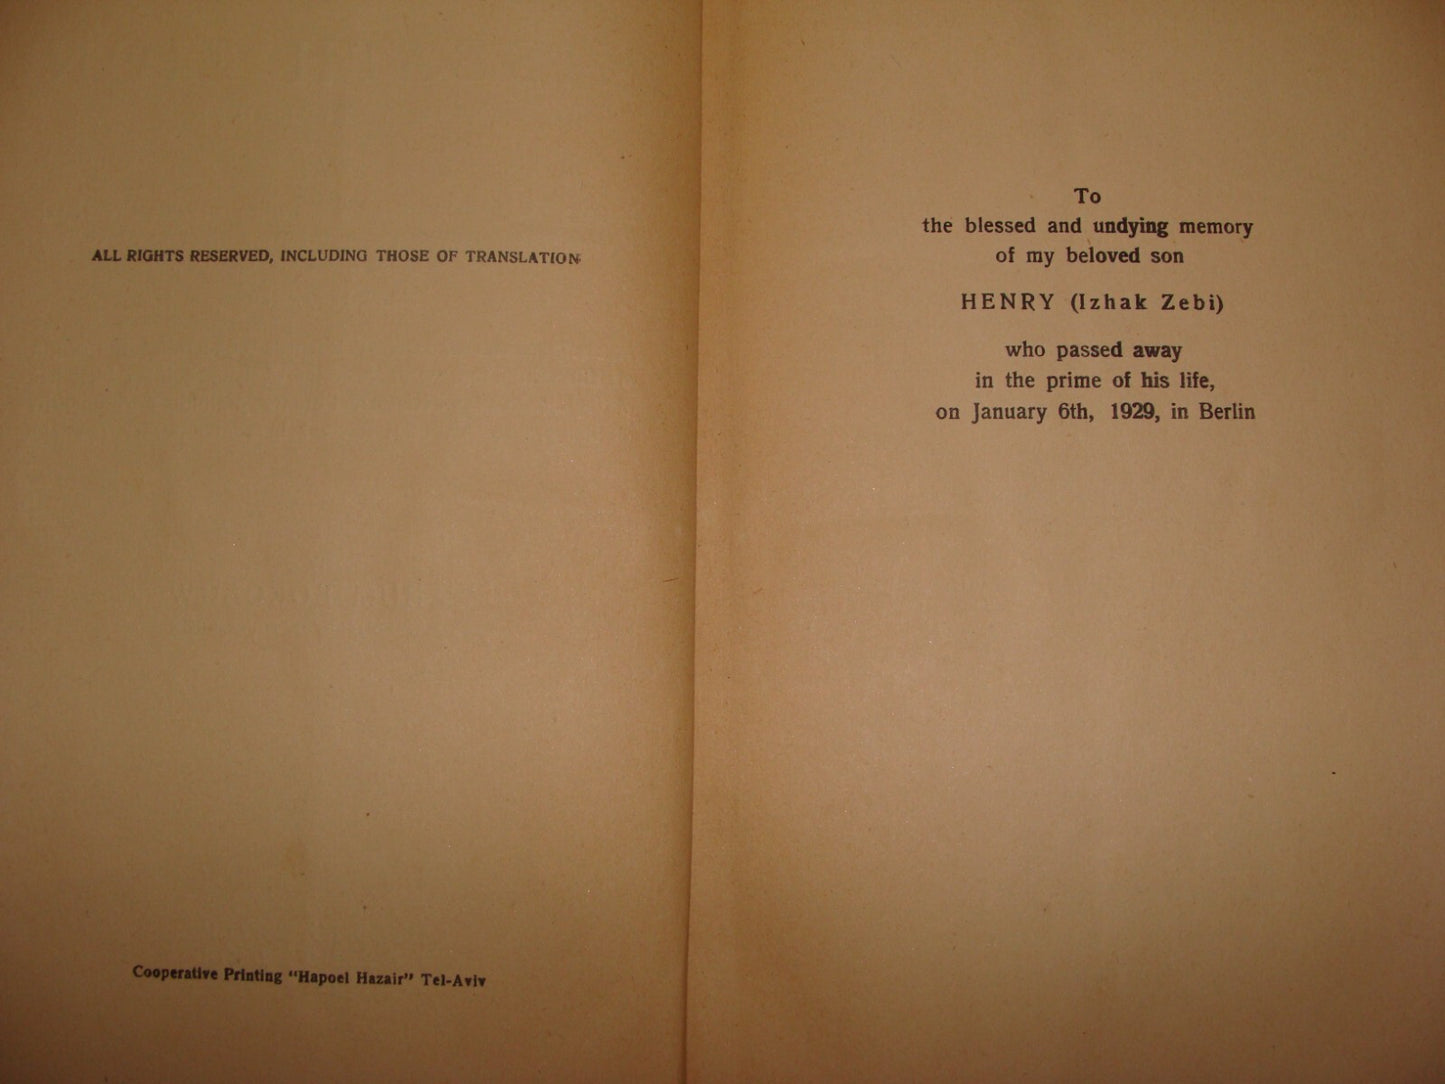 ALL RIGHTS RESERVED, INCLUDING THOSE OF TRANSLATION
Cooperative Printing "Hapoel Hazair" Tel-Aviv
To
the blessed and undying memory
of my beloved son
HENRY (Izhak Zebi)
who passed away
in the prime of his life,
on January 6th, 1929, in Berlin